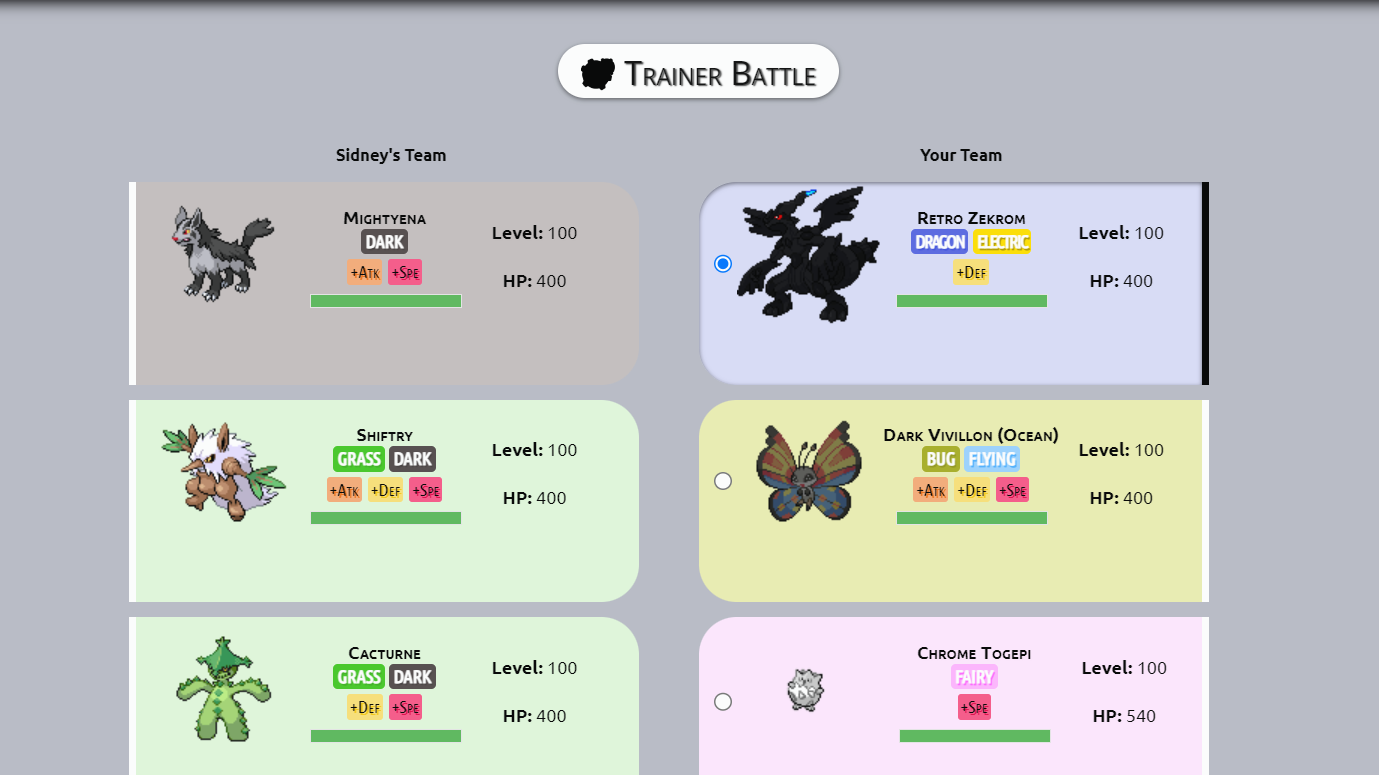 Trainer Battle
Sidney's Team
Mightyena
DARK
+Atk +Spe
Level: 100
HP: 400
Shiftry
GRASS DARK
+Atk +Def +Spe
Level: 100
HP: 400
Cacturne
GRASS DARK
+Def +Spe
Level: 100
HP: 400
Your Team
Retro Zekrom
DRAGON ELECTRIC
+Def
Level: 100
HP: 400
Dark Vivillon (Ocean)
BUG FLYING
+Atk +Def +Spe
Level: 100
HP: 400
Chrome Togepi
FAIRY
+Spe
Level: 100
HP: 540